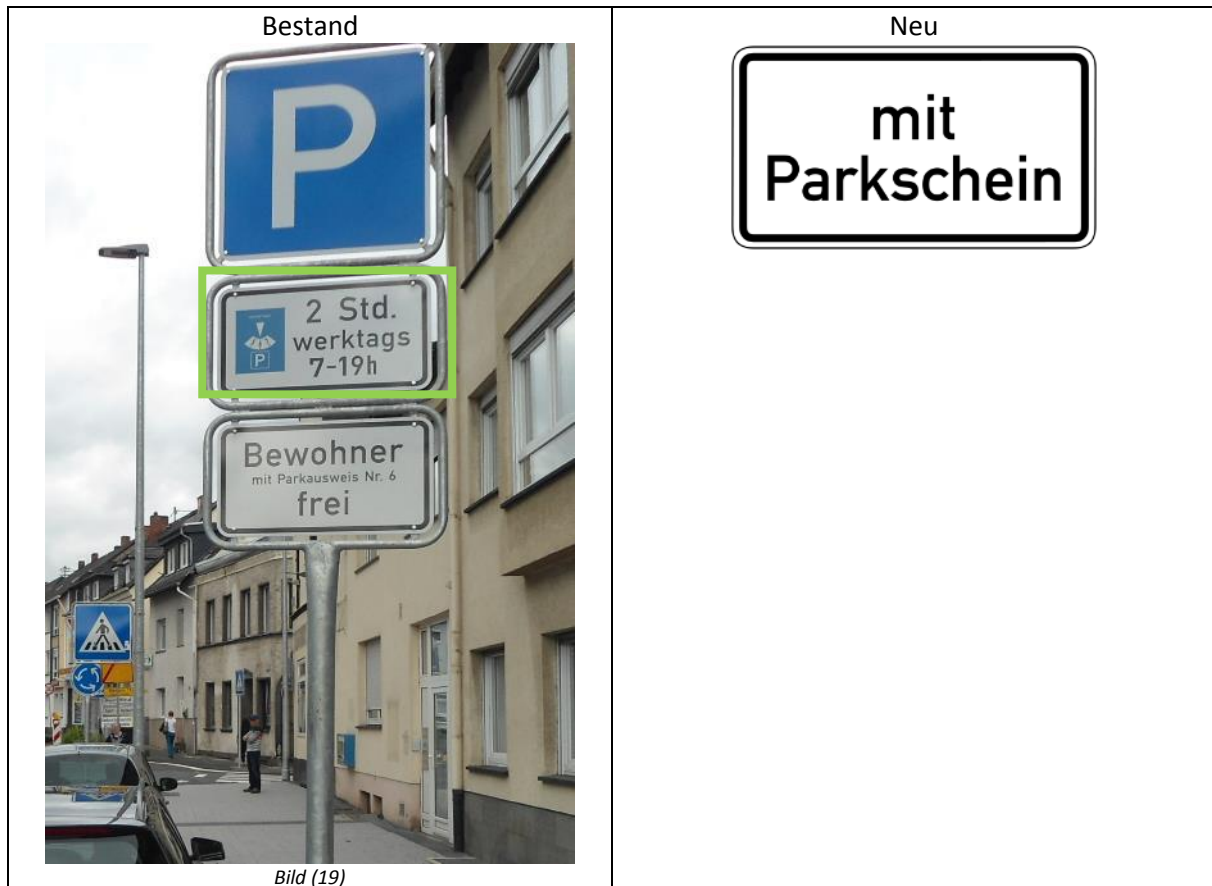 Bestand
Neu
P
2 Std.
werktags
7-19h
P
Bewohner
mit Parkausweis Nr. 6
frei
mit
Parkschein
Bild (19)